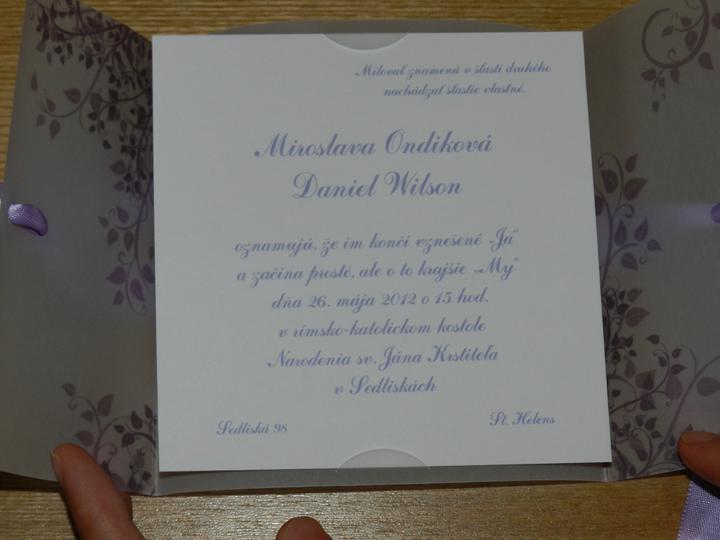 Milovať znamená v šťastí druhého
nachádzať šťastie vlastné.
Miroslava Ondiková
Daniel Wilson
oznamujú, že im končí vznešené „Ja“
a začína prosté, ale o to krajšie „My“
dňa 26. mája 2012 o 15 hod.
v rímsko-katolíckom kostole
Narodenia sv. Jána Krstiteľa
v Sedliskách
Sedliská 98
St. Helens